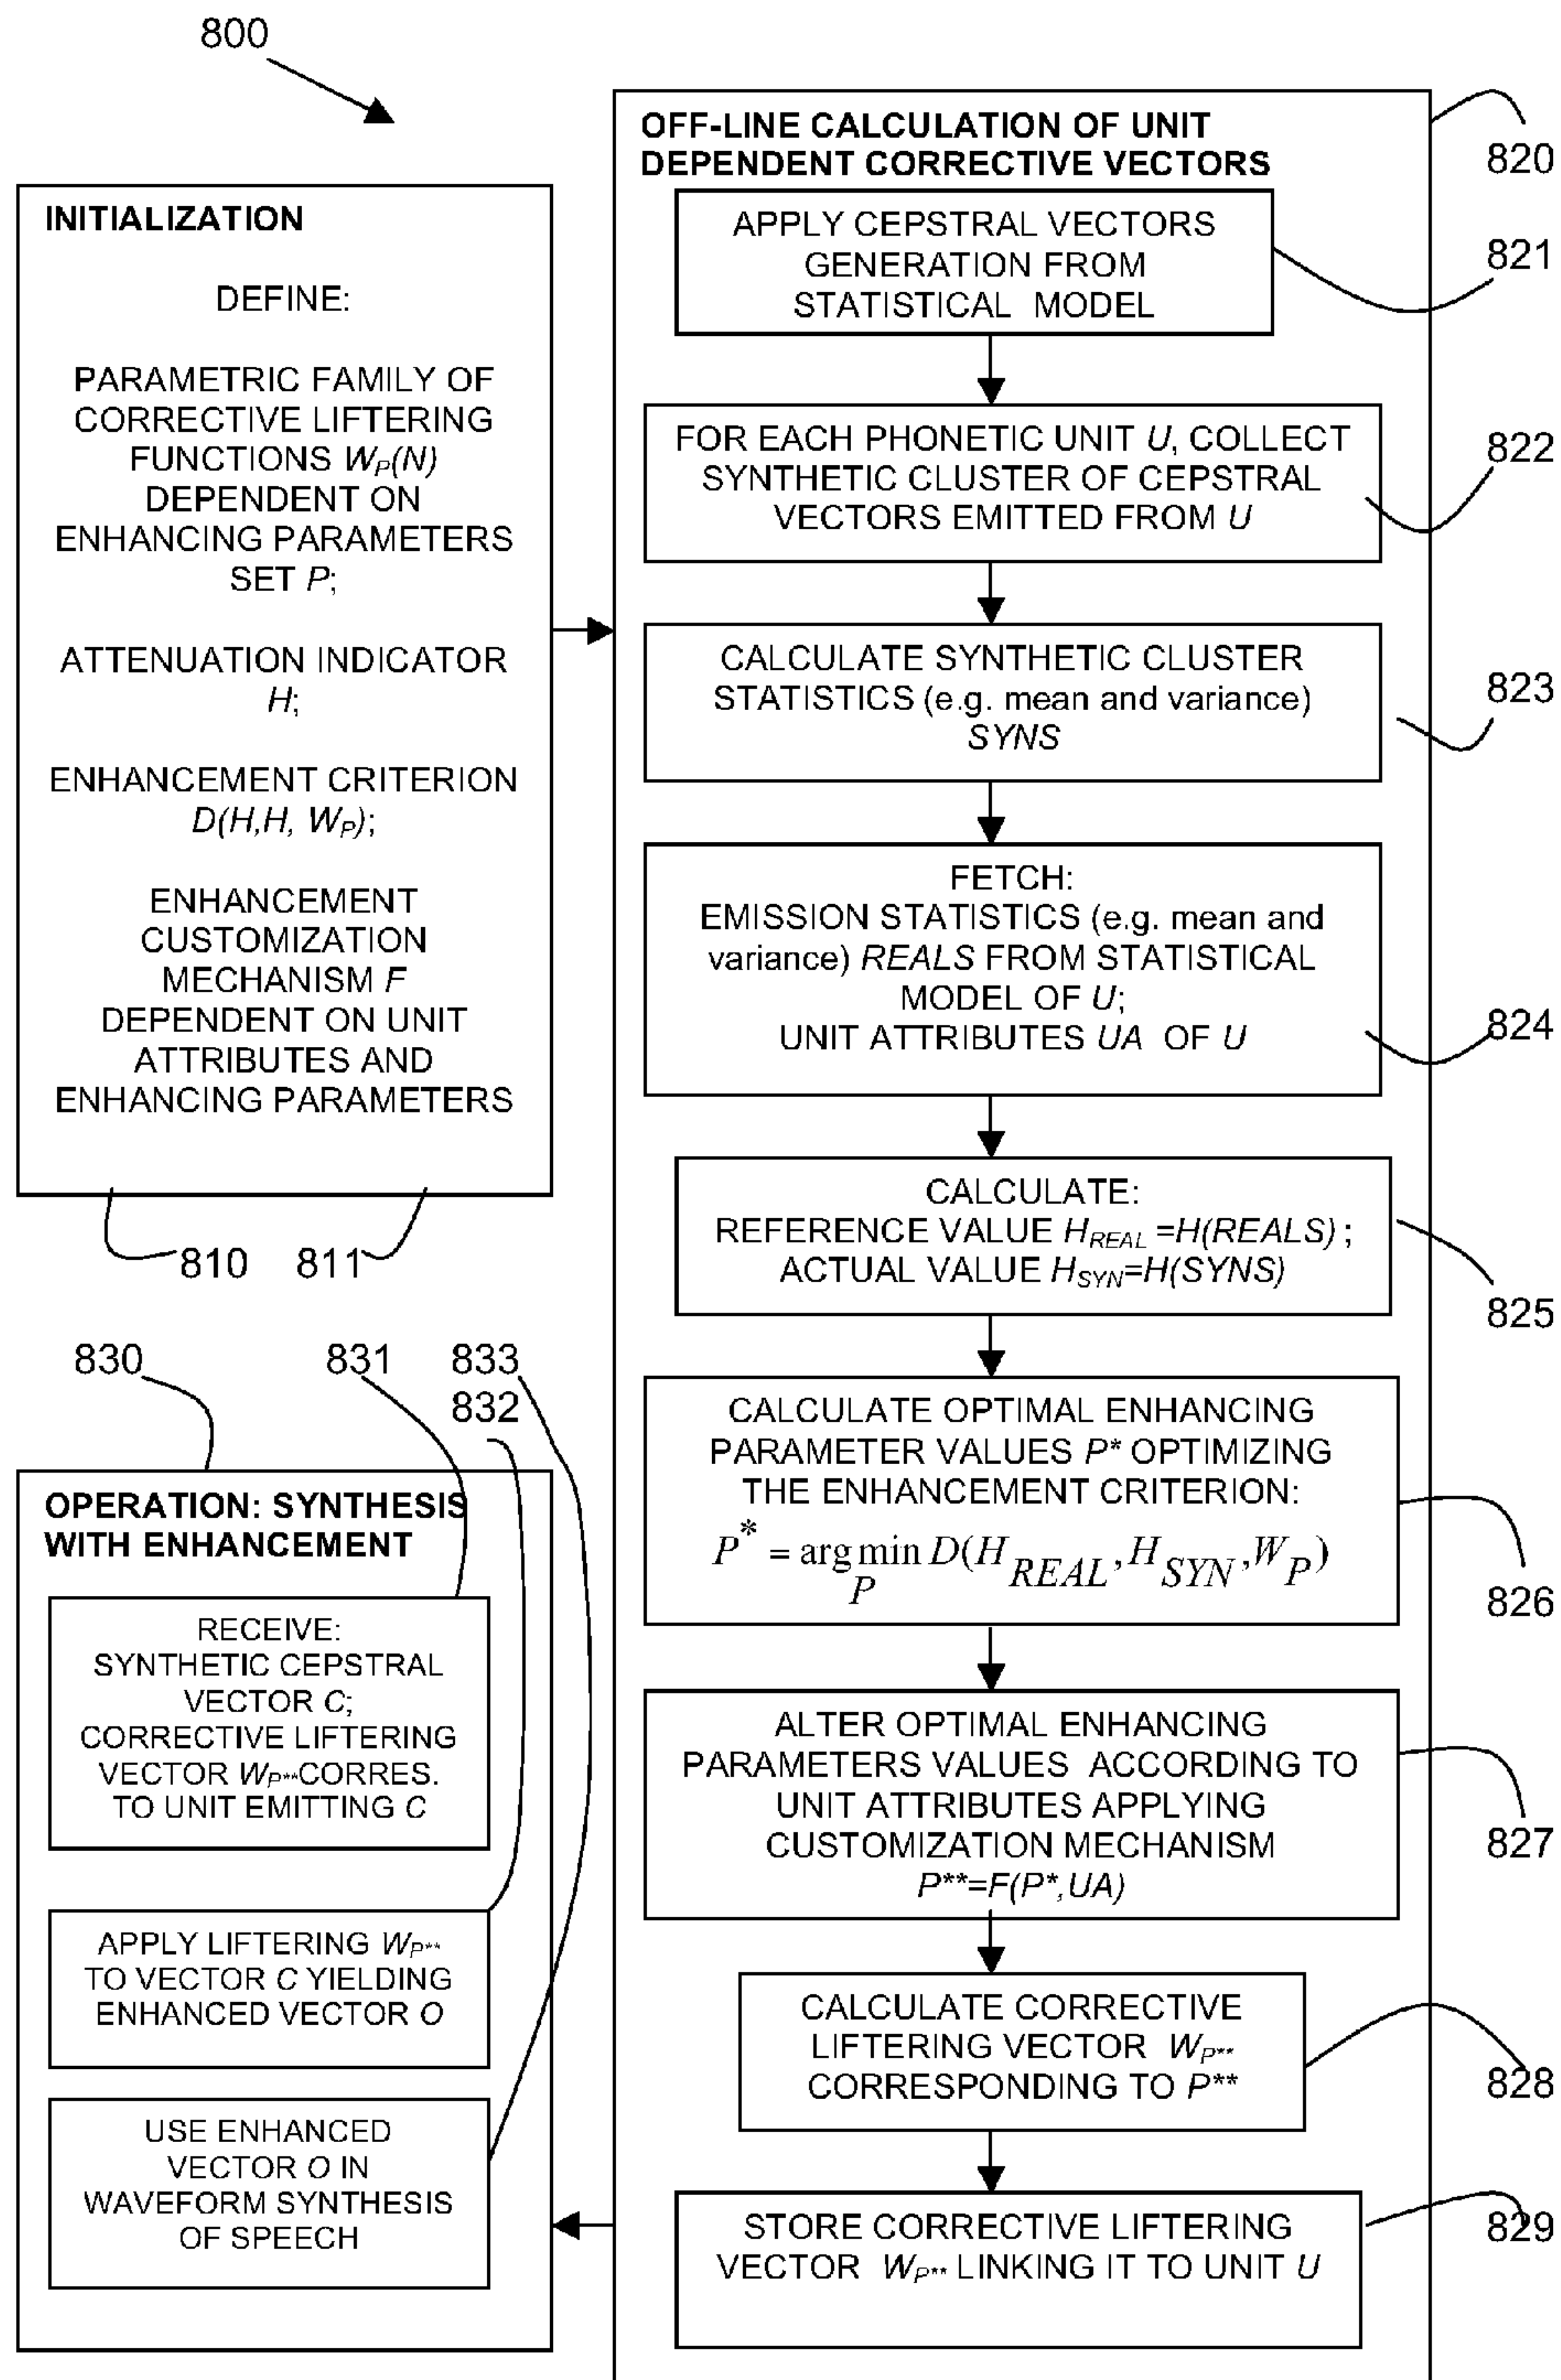 800
INITIALIZATION
DEFINE:
PARAMETRIC FAMILY OF
CORRECTIVE LIFTERING
FUNCTIONS W_P(N)
DEPENDENT ON
ENHANCING PARAMETERS
SET P;
ATTENUATION INDICATOR
H;
ENHANCEMENT CRITERION
D(H,H, W_P);
ENHANCEMENT
CUSTOMIZATION
MECHANISM F
DEPENDENT ON UNIT
ATTRIBUTES AND
ENHANCING PARAMETERS
810
811
OFF-LINE CALCULATION OF UNIT
DEPENDENT CORRECTIVE VECTORS
820
APPLY CEPSTRAL VECTORS
GENERATION FROM
STATISTICAL MODEL
821
FOR EACH PHONETIC UNIT U, COLLECT
SYNTHETIC CLUSTER OF CEPSTRAL
VECTORS EMITTED FROM U
822
CALCULATE SYNTHETIC CLUSTER
STATISTICS (e.g. mean and variance)
SYNS
823
FETCH:
EMISSION STATISTICS (e.g. mean and
variance) REALS FROM STATISTICAL
MODEL OF U;
UNIT ATTRIBUTES UA OF U
824
CALCULATE:
REFERENCE VALUE H_REAL =H(REALS) ;
ACTUAL VALUE H_SYN=H(SYNS)
825
CALCULATE OPTIMAL ENHANCING
PARAMETER VALUES P* OPTIMIZING
THE ENHANCEMENT CRITERION:
P* = arg min D(H_REAL, H_SYN, W_P)
P
826
ALTER OPTIMAL ENHANCING
PARAMETERS VALUES ACCORDING TO
UNIT ATTRIBUTES APPLYING
CUSTOMIZATION MECHANISM
P**=F(P*,UA)
827
CALCULATE CORRECTIVE
LIFTERING VECTOR W_P**
CORRESPONDING TO P**
828
STORE CORRECTIVE LIFTERING
VECTOR W_P** LINKING IT TO UNIT U
829
830
831
833
832
OPERATION: SYNTHESIS
WITH ENHANCEMENT
RECEIVE:
SYNTHETIC CEPSTRAL
VECTOR C;
CORRECTIVE LIFTERING
VECTOR W_P**CORRES.
TO UNIT EMITTING C
APPLY LIFTERING W_P**
TO VECTOR C YIELDING
ENHANCED VECTOR O
USE ENHANCED
VECTOR O IN
WAVEFORM SYNTHESIS
OF SPEECH